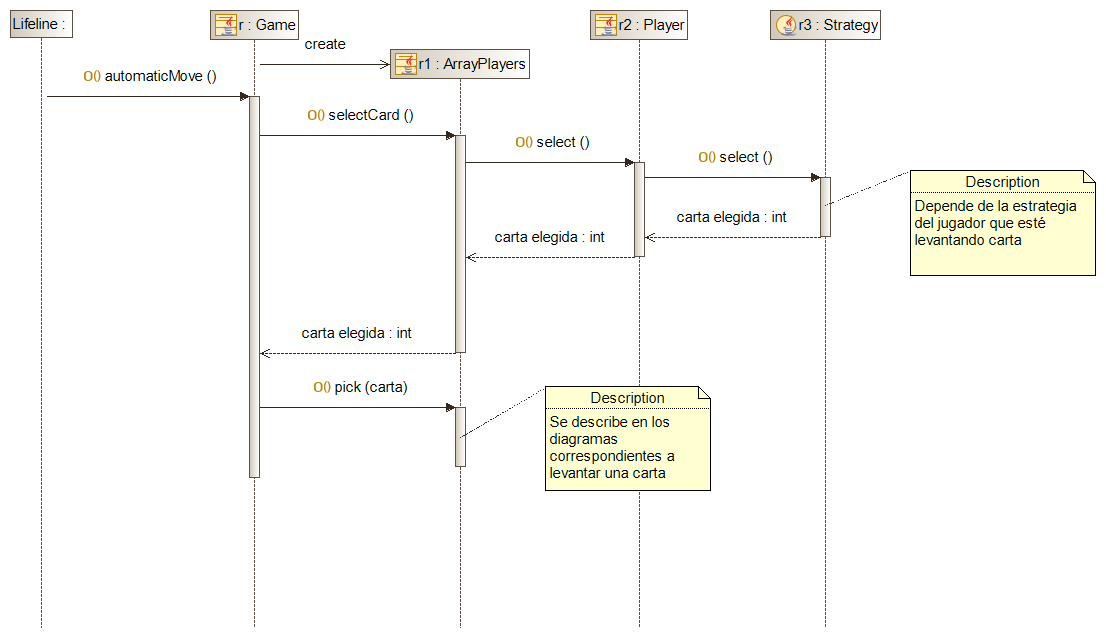 Lifeline :
r : Game
r2 : Player
r3 : Strategy
create
r1 : ArrayPlayers
O() automaticMove ()
O() selectCard ()
O() select ()
O() select ()
Description
Depende de la estrategia
del jugador que esté
levantando carta
carta elegida : int
carta elegida : int
carta elegida : int
O() pick (carta)
Description
Se describe en los
diagramas
correspondientes a
levantar una carta